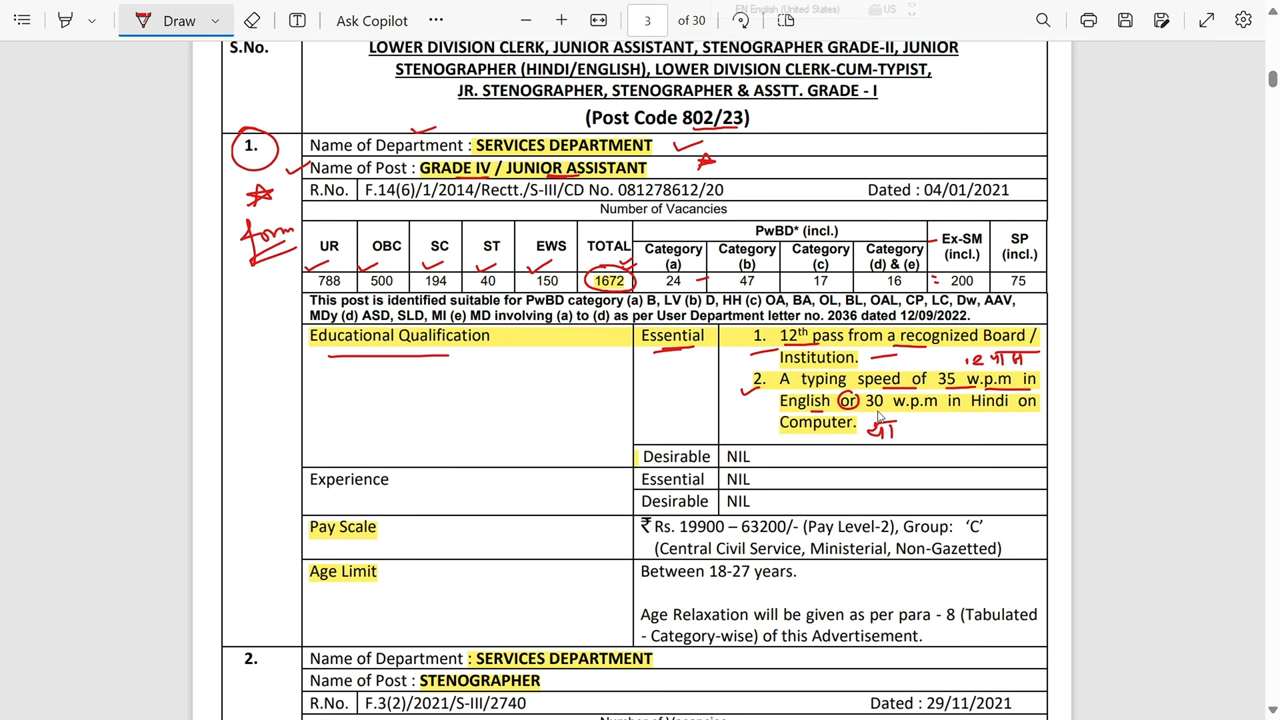 Draw
Ask Copilot
EN English (United States)
US
3 of 30
S.No.
LOWER DIVISION CLERK, JUNIOR ASSISTANT, STENOGRAPHER GRADE-II, JUNIOR
STENOGRAPHER (HINDI/ENGLISH), LOWER DIVISION CLERK-CUM-TYPIST,
JR. STENOGRAPHER, STENOGRAPHER & ASSTT. GRADE - I
(Post Code 802/23)
1.
Name of Department : SERVICES DEPARTMENT
Name of Post : GRADE IV / JUNIOR ASSISTANT
R.No. F.14(6)/1/2014/Rectt./S-III/CD No. 081278612/20 Dated : 04/01/2021
form
Number of Vacancies
UR OBC SC ST EWS TOTAL PwBD* (incl.) Ex-SM (incl.) SP (incl.)
Category (a) Category (b) Category (c) Category (d) & (e)
788 500 194 40 150 1672 24 47 17 16 200 75
This post is identified suitable for PwBD category (a) B, LV (b) D, HH (c) OA, BA, OL, BL, OAL, CP, LC, Dw, AAV,
MDy (d) ASD, SLD, MI (e) MD involving (a) to (d) as per User Department letter no. 2036 dated 12/09/2022.
Educational Qualification Essential 1. 12th pass from a recognized Board /
Institution.
2. A typing speed of 35 w.p.m in
English or 30 w.p.m in Hindi on
Computer.
या
Desirable NIL
Experience Essential NIL
Desirable NIL
Pay Scale ₹ Rs. 19900 – 63200/- (Pay Level-2), Group: ‘C’
(Central Civil Service, Ministerial, Non-Gazetted)
Age Limit Between 18-27 years.
Age Relaxation will be given as per para - 8 (Tabulated
- Category-wise) of this Advertisement.
2.
Name of Department : SERVICES DEPARTMENT
Name of Post : STENOGRAPHER
R.No. F.3(2)/2021/S-III/2740 Dated : 29/11/2021